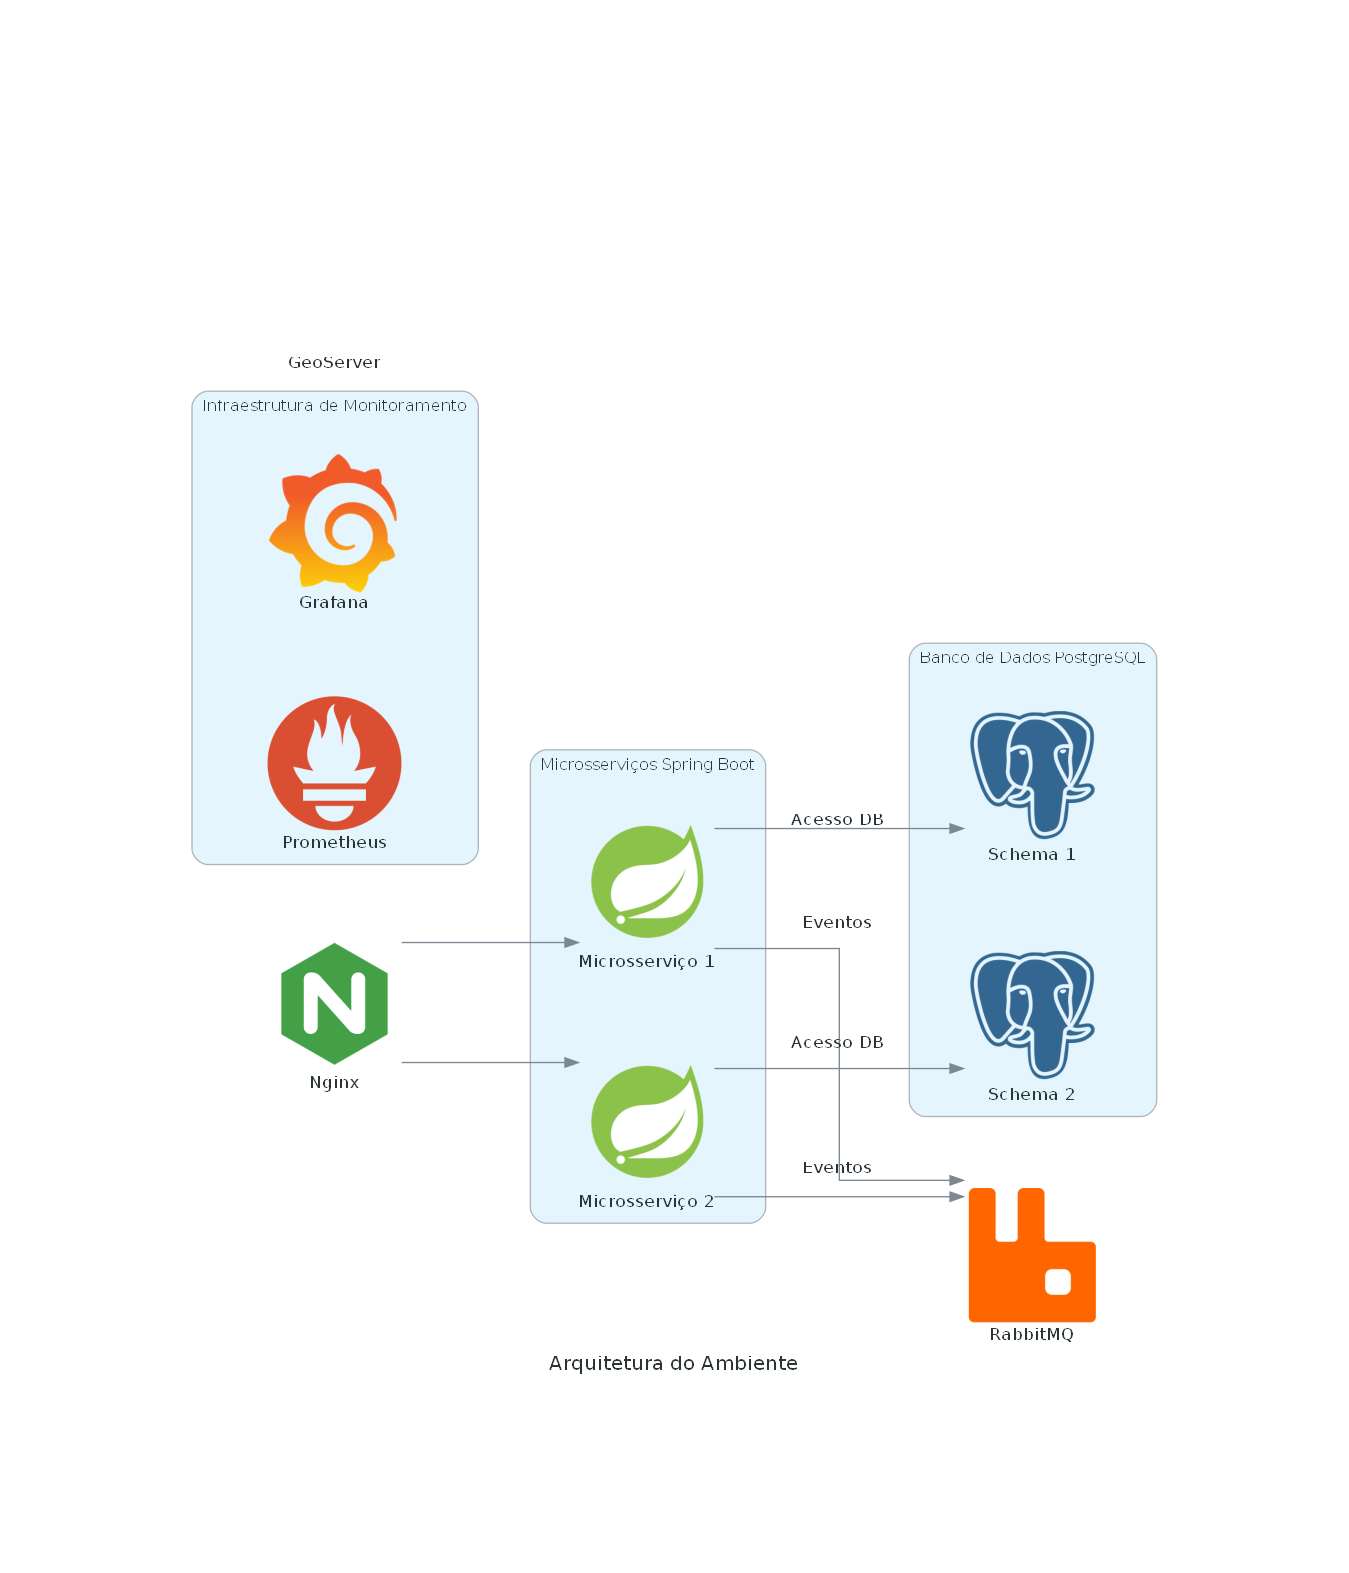 GeoServer
Infraestrutura de Monitoramento
Grafana
Prometheus
Nginx
Microsserviços Spring Boot
Microsserviço 1
Microsserviço 2
Acesso DB
Eventos
Acesso DB
Eventos
Banco de Dados PostgreSQL
Schema 1
Schema 2
RabbitMQ
Arquitetura do Ambiente